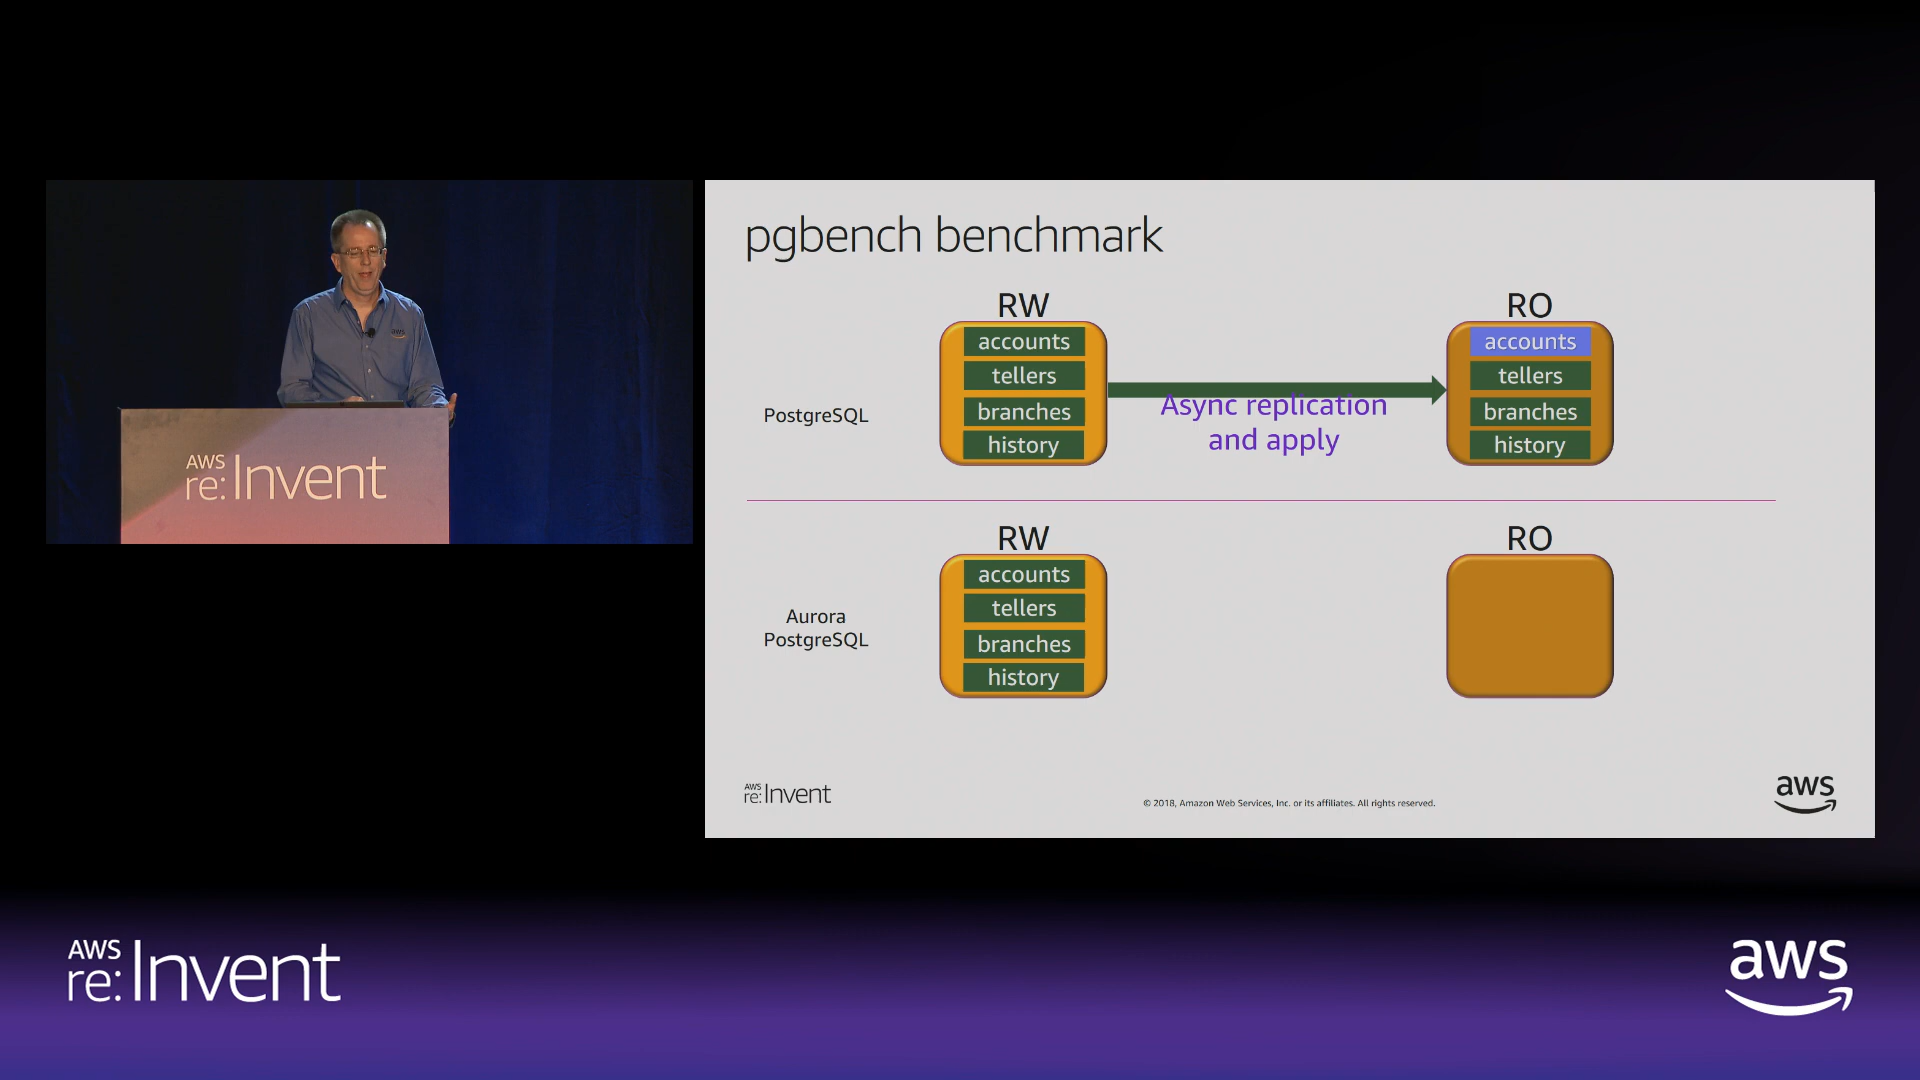 aws
AWS
re:Invent
pgbench benchmark
RW
RO
accounts
tellers
branches
history
PostgreSQL
Async replication
and apply
accounts
tellers
branches
history
RW
RO
Aurora
PostgreSQL
accounts
tellers
branches
history
AWS
re:Invent
© 2018, Amazon Web Services, Inc. or its affiliates. All rights reserved.
aws
AWS
re:Invent
aws